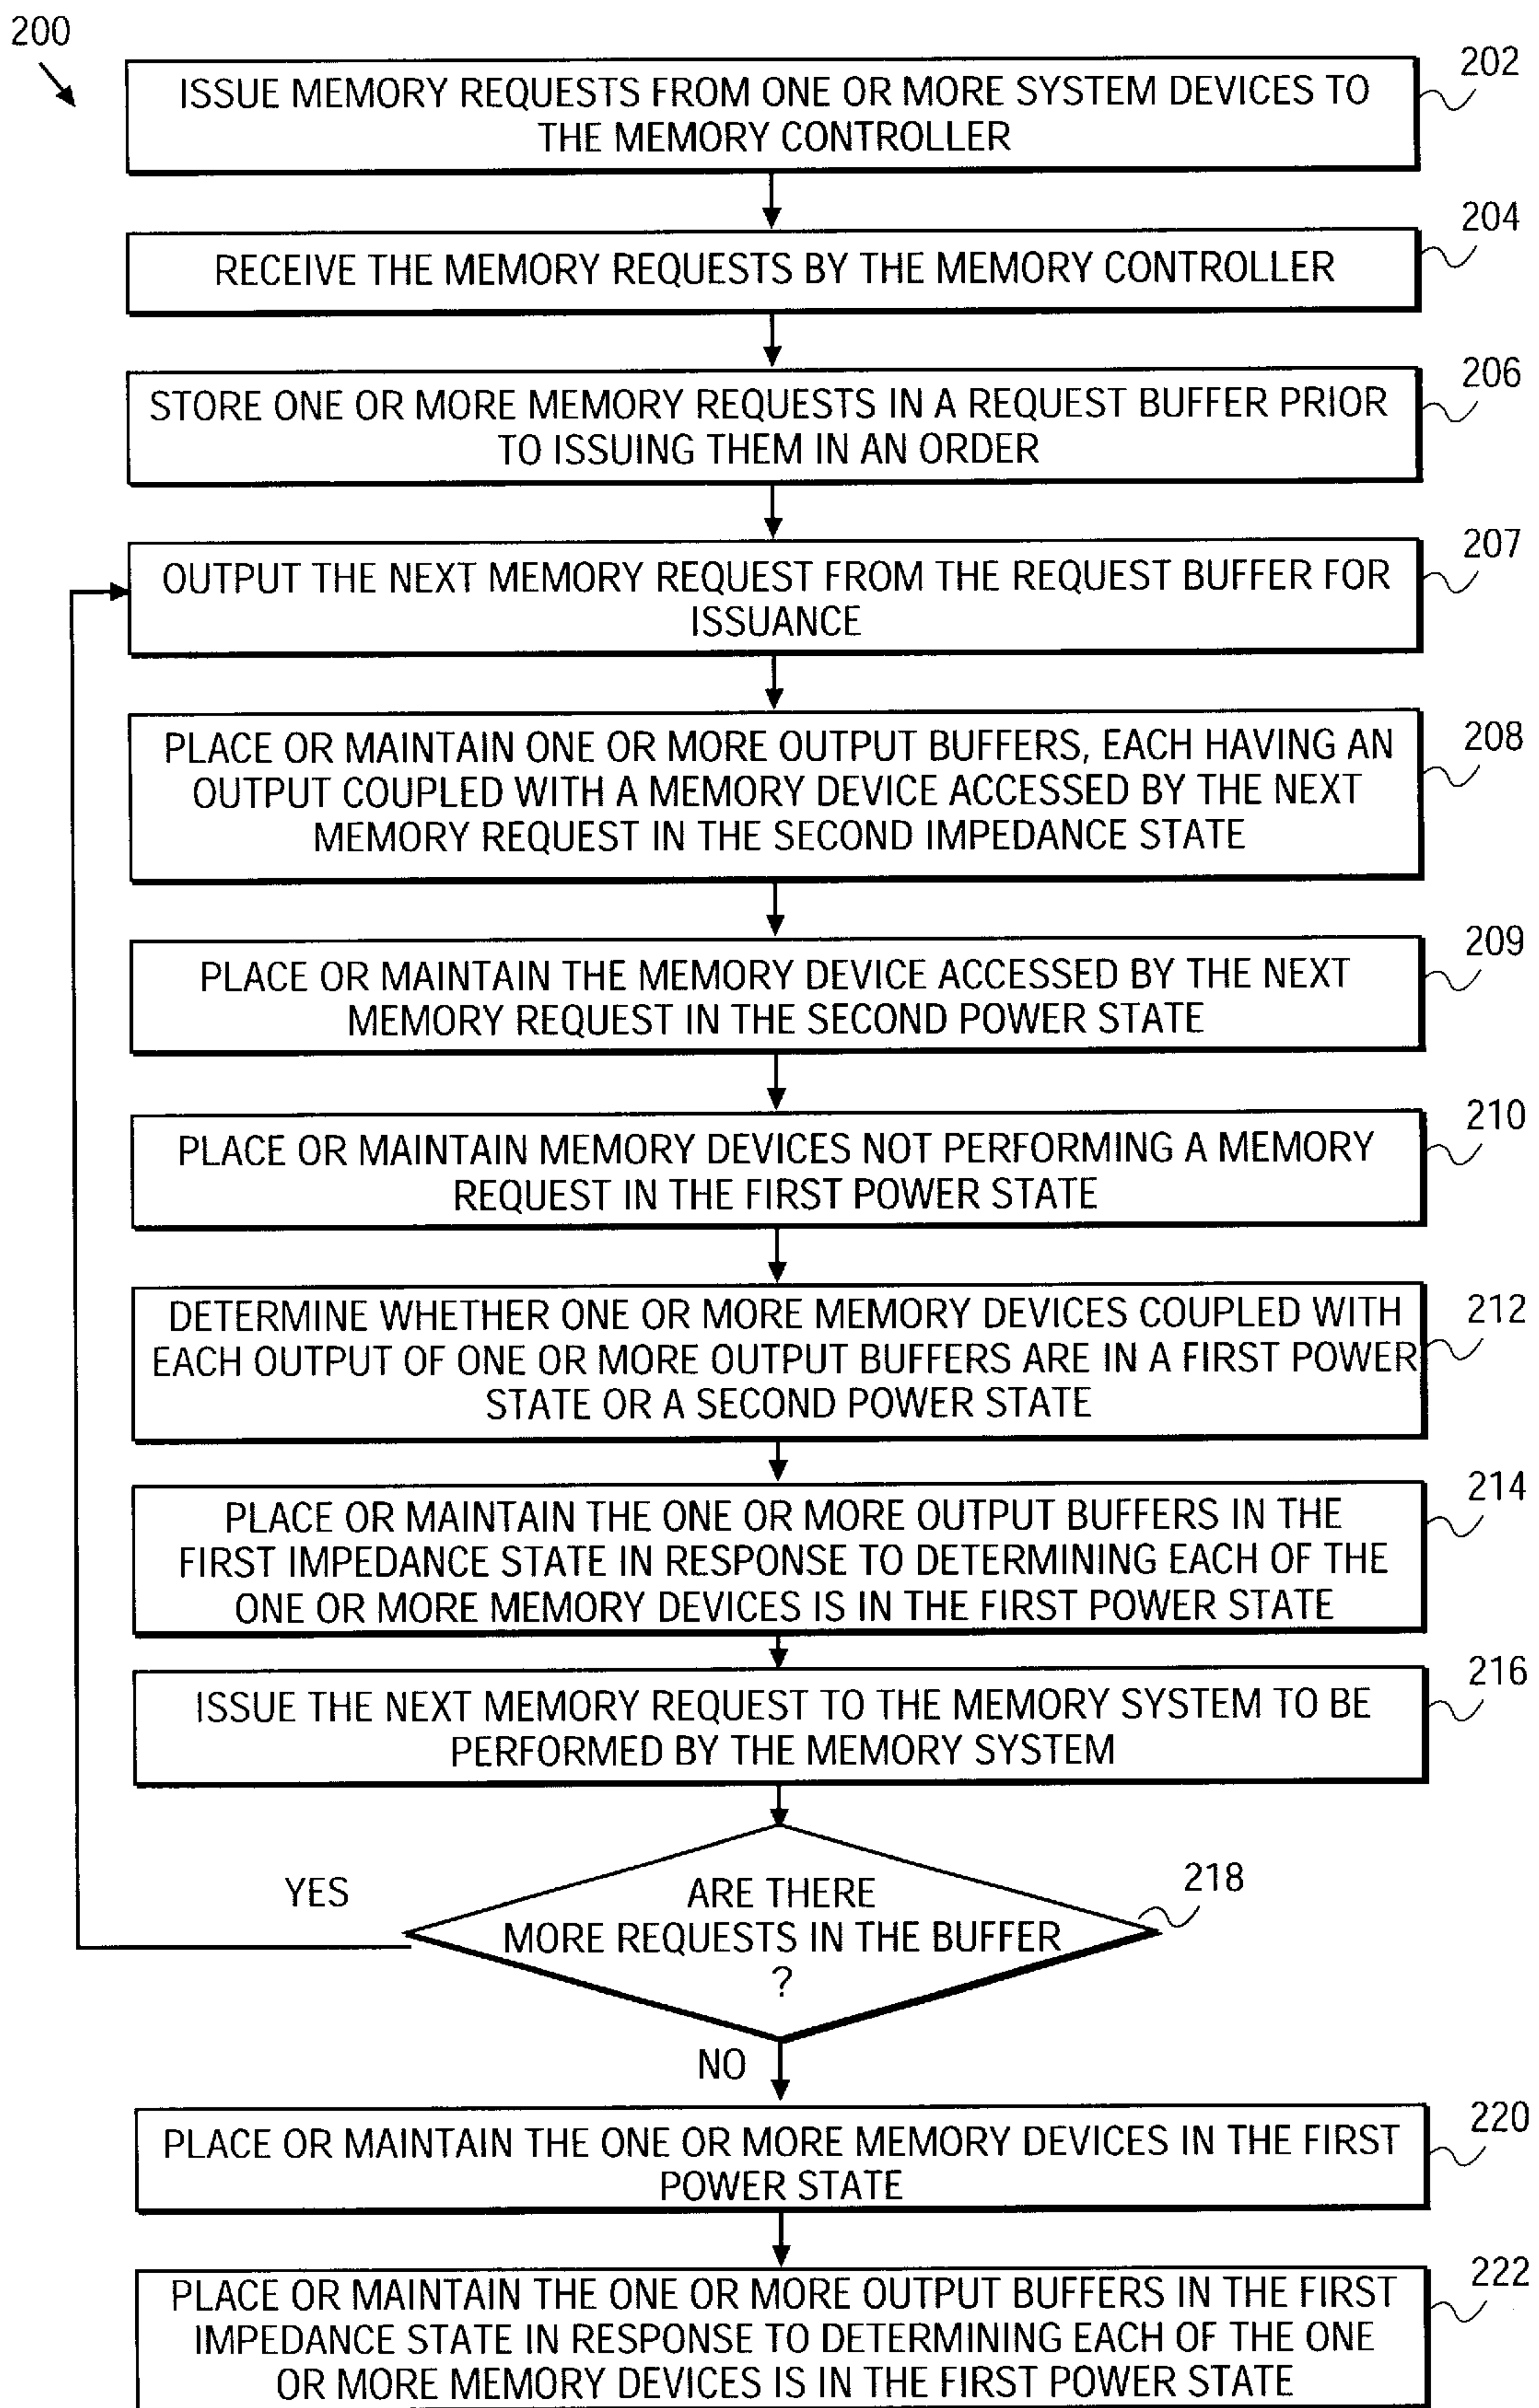 200
202
ISSUE MEMORY REQUESTS FROM ONE OR MORE SYSTEM DEVICES TO
THE MEMORY CONTROLLER
204
RECEIVE THE MEMORY REQUESTS BY THE MEMORY CONTROLLER
206
STORE ONE OR MORE MEMORY REQUESTS IN A REQUEST BUFFER PRIOR
TO ISSUING THEM IN AN ORDER
207
OUTPUT THE NEXT MEMORY REQUEST FROM THE REQUEST BUFFER FOR
ISSUANCE
208
PLACE OR MAINTAIN ONE OR MORE OUTPUT BUFFERS, EACH HAVING AN
OUTPUT COUPLED WITH A MEMORY DEVICE ACCESSED BY THE NEXT
MEMORY REQUEST IN THE SECOND IMPEDANCE STATE
209
PLACE OR MAINTAIN THE MEMORY DEVICE ACCESSED BY THE NEXT
MEMORY REQUEST IN THE SECOND POWER STATE
210
PLACE OR MAINTAIN MEMORY DEVICES NOT PERFORMING A MEMORY
REQUEST IN THE FIRST POWER STATE
212
DETERMINE WHETHER ONE OR MORE MEMORY DEVICES COUPLED WITH
EACH OUTPUT OF ONE OR MORE OUTPUT BUFFERS ARE IN A FIRST POWER
STATE OR A SECOND POWER STATE
214
PLACE OR MAINTAIN THE ONE OR MORE OUTPUT BUFFERS IN THE
FIRST IMPEDANCE STATE IN RESPONSE TO DETERMINING EACH OF THE
ONE OR MORE MEMORY DEVICES IS IN THE FIRST POWER STATE
216
ISSUE THE NEXT MEMORY REQUEST TO THE MEMORY SYSTEM TO BE
PERFORMED BY THE MEMORY SYSTEM
218
YES
ARE THERE
MORE REQUESTS IN THE BUFFER
?
NO
220
PLACE OR MAINTAIN THE ONE OR MORE MEMORY DEVICES IN THE FIRST
POWER STATE
222
PLACE OR MAINTAIN THE ONE OR MORE OUTPUT BUFFERS IN THE FIRST
IMPEDANCE STATE IN RESPONSE TO DETERMINING EACH OF THE ONE
OR MORE MEMORY DEVICES IS IN THE FIRST POWER STATE